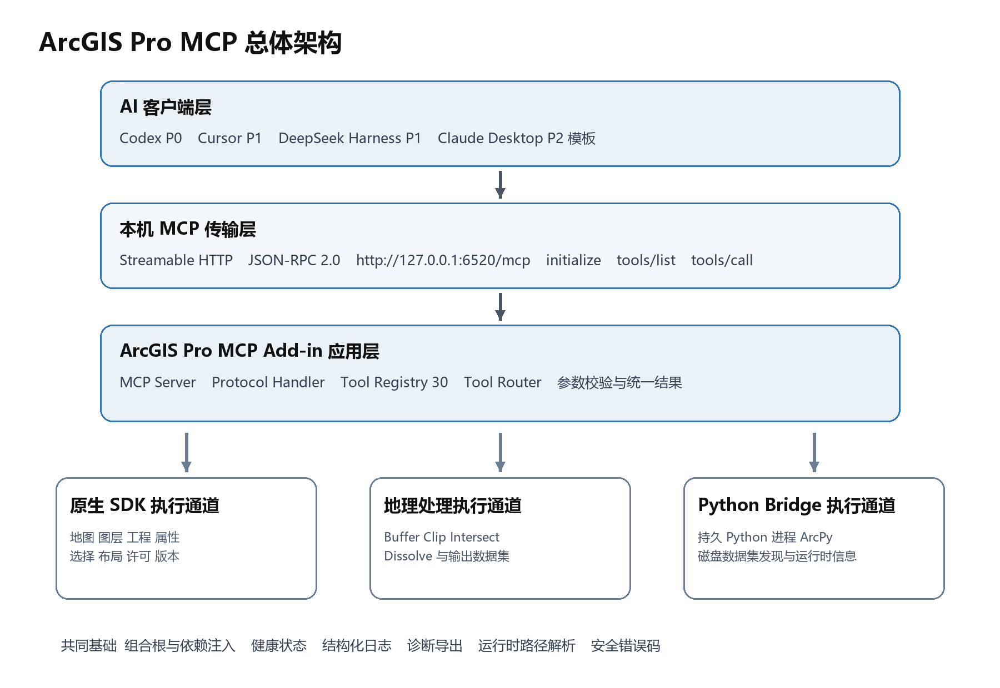 ArcGIS Pro MCP 总体架构
AI 客户端层
Codex P0 Cursor P1 DeepSeek Harness P1 Claude Desktop P2 模板
本机 MCP 传输层
Streamable HTTP JSON-RPC 2.0 http://127.0.0.1:6520/mcp initialize tools/list tools/call
ArcGIS Pro MCP Add-in 应用层
MCP Server Protocol Handler Tool Registry 30 Tool Router 参数校验与统一结果
原生 SDK 执行通道
地图 图层 工程 属性
选择 布局 许可 版本
地理处理执行通道
Buffer Clip Intersect
Dissolve 与输出数据集
Python Bridge 执行通道
持久 Python 进程 ArcPy
磁盘数据集发现与运行时信息
共同基础 组合根与依赖注入 健康状态 结构化日志 诊断导出 运行时路径解析 安全错误码